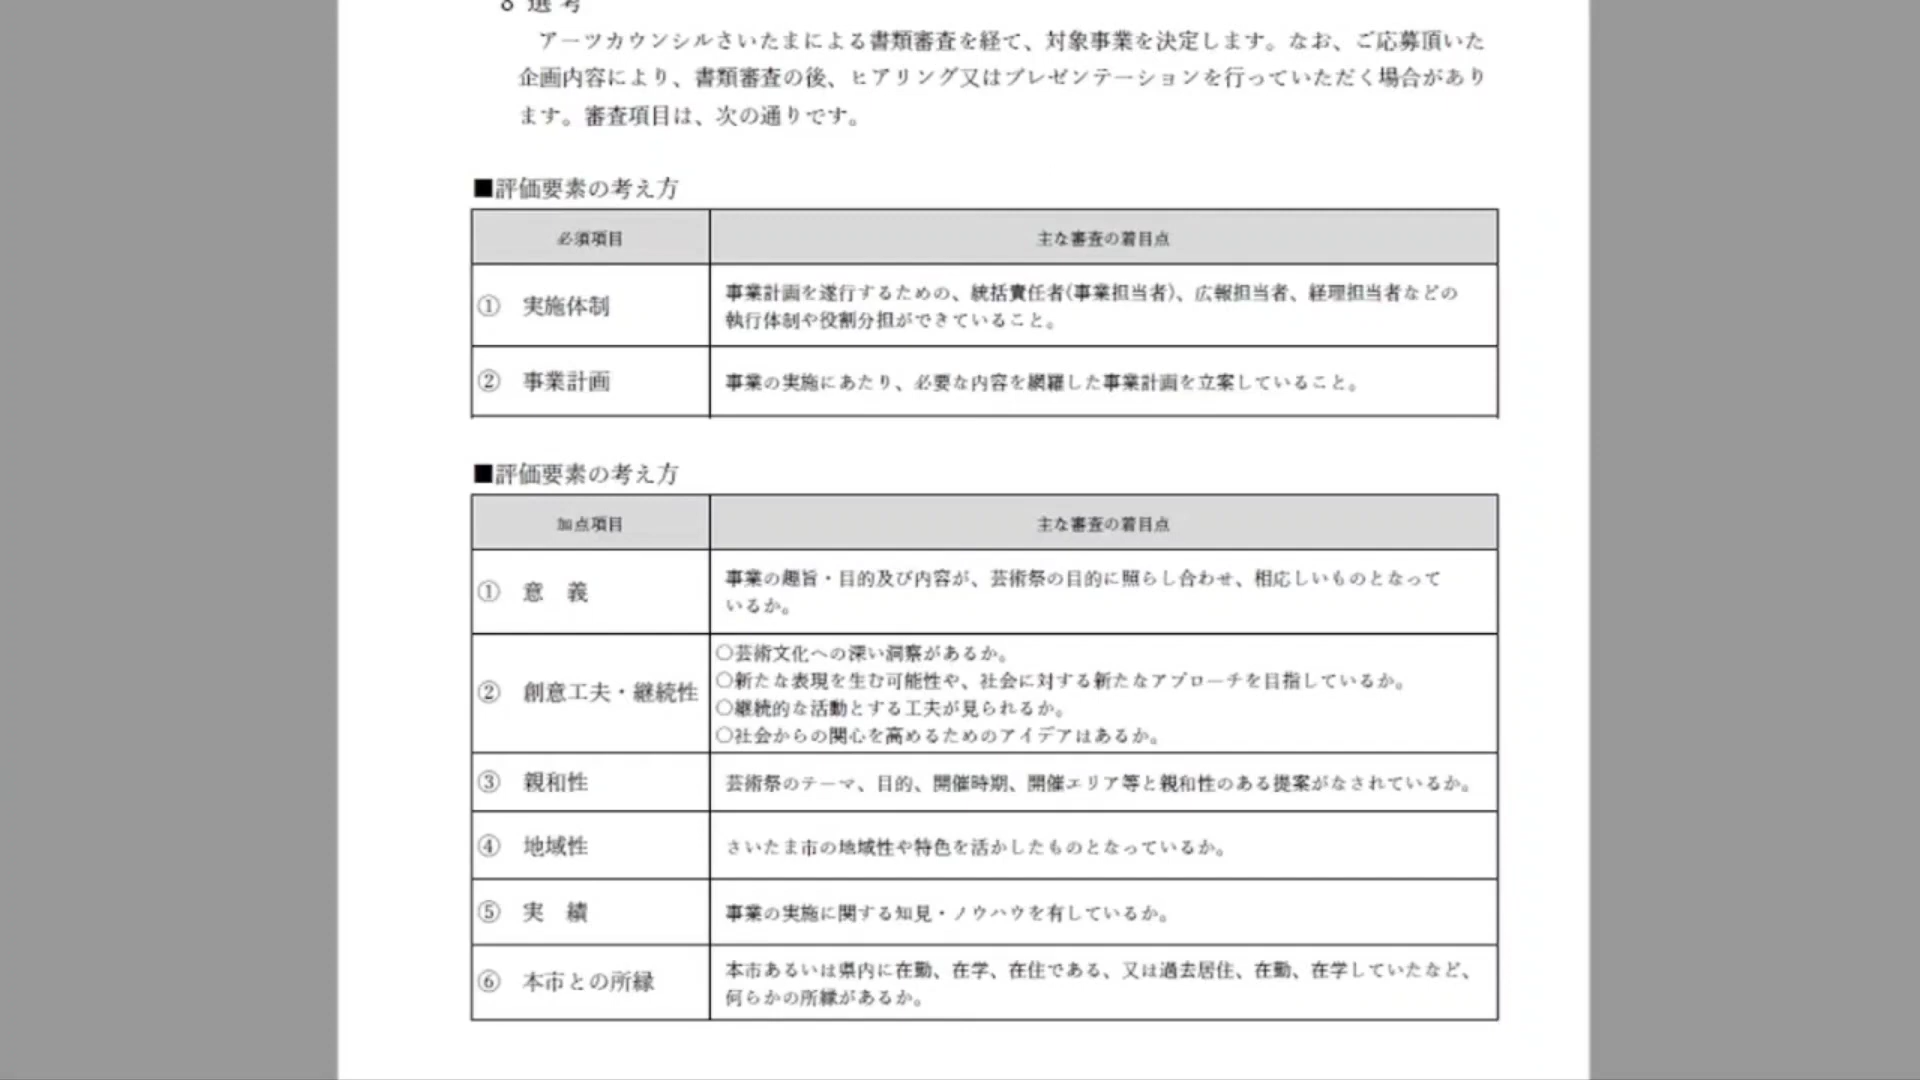 8 選 考
アーツカウンシルさいたまによる書類審査を経て、対象事業を決定します。なお、ご応募頂いた
企画内容により、書類審査の後、ヒアリング又はプレゼンテーションを行っていただく場合があり
ます。審査項目は、次の通りです。
■評価要素の考え方
必須項目 主な審査の着目点
① 実施体制
事業計画を遂行するための、統括責任者(事業担当者)、広報担当者、経理担当者などの
執行体制や役割分担ができていること。
② 事業計画 事業の実施にあたり、必要な内容を網羅した事業計画を立案していること。
■評価要素の考え方
加点項目 主な審査の着目点
① 意　義
事業の趣旨・目的及び内容が、芸術祭の目的に照らし合わせ、相応しいものとなって
いるか。
② 創意工夫・継続性
○芸術文化への深い洞察があるか。
○新たな表現を生む可能性や、社会に対する新たなアプローチを目指しているか。
○継続的な活動とする工夫が見られるか。
○社会からの関心を高めるためのアイデアはあるか。
③ 親和性 芸術祭のテーマ、目的、開催時期、開催エリア等と親和性のある提案がなされているか。
④ 地域性 さいたま市の地域性や特色を活かしたものとなっているか。
⑤ 実　績 事業の実施に関する知見・ノウハウを有しているか。
⑥ 本市との所縁
本市あるいは県内に在勤、在学、在住である、又は過去居住、在勤、在学していたなど、
何らかの所縁があるか。